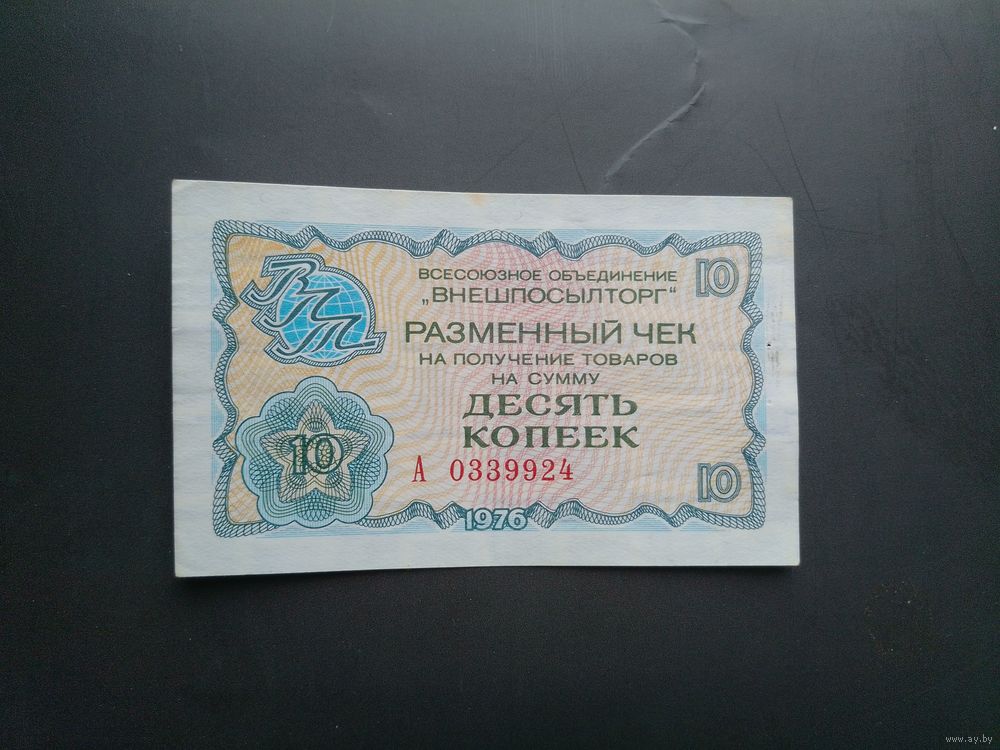 ВПТ
ВСЕСОЮЗНОЕ ОБЪЕДИНЕНИЕ
„ВНЕШПОСЫЛТОРГ“
10
РАЗМЕННЫЙ ЧЕК
НА ПОЛУЧЕНИЕ ТОВАРОВ
НА СУММУ
ДЕСЯТЬ
КОПЕЕК
10
А 0339924
10
1976
www.ay.by